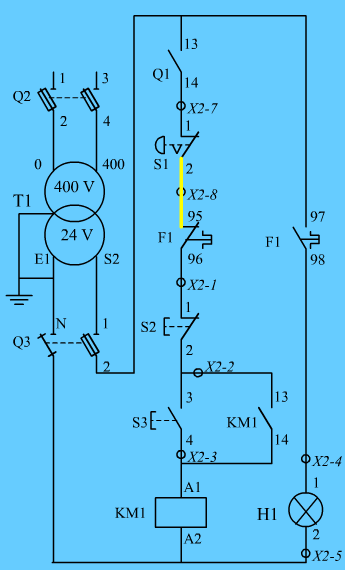 13
Q1
14
X2-7
1 3
Q2
2 4
1
S1
2
0 400
400 V
T1
24 V
E1 S2
X2-8
95
F1
96
97
F1
98
X2-1
1
S2
2
N 1
Q3
2
X2-2
3
S3
4
13
KM1
14
X2-3
X2-4
A1
KM1
A2
1
H1
2
X2-5